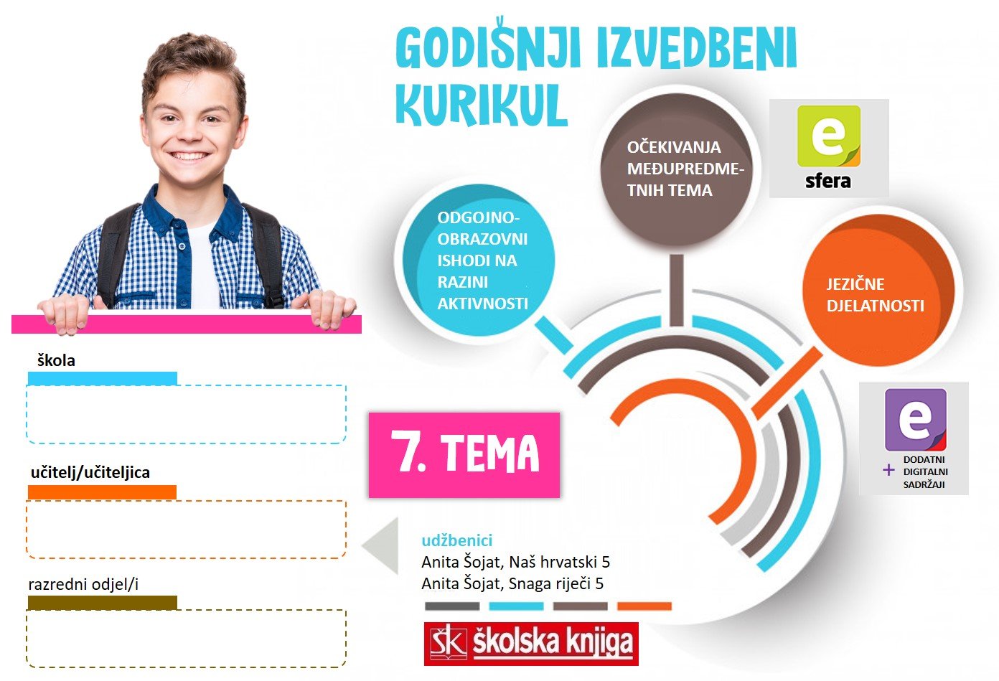 GODIŠNJI IZVEDBENI
KURIKUL
OČEKIVANJA
MEĐUPREDME-
TNIH TEMA
e
sfera
ODGOJNO-
OBRAZOVNI
ISHODI NA
RAZINI
AKTIVNOSTI
JEZIČNE
DJELATNOSTI
škola
e
+ DODATNI
DIGITALNI
SADRŽAJI
7. TEMA
učitelj/učiteljica
udžbenici
Anita Šojat, Naš hrvatski 5
Anita Šojat, Snaga riječi 5
razredni odjel/i
ŠK školska knjiga